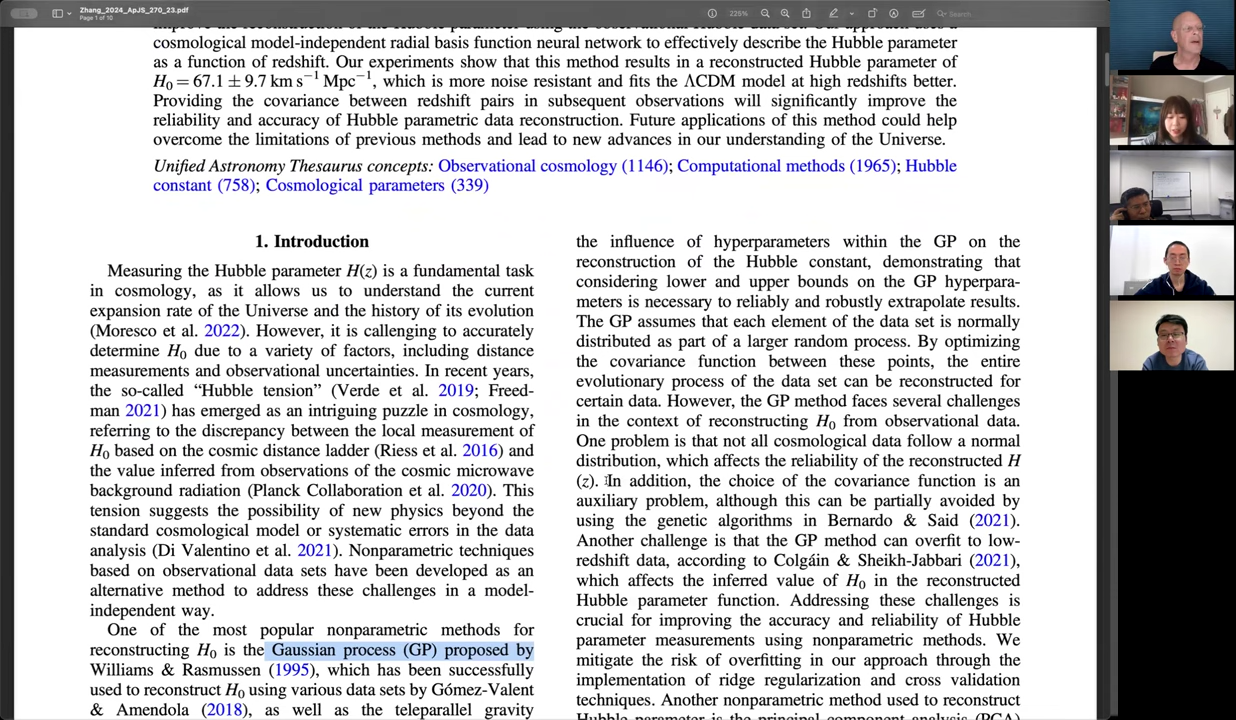 Zhang_2024_ApJS_270_23.pdf
Page 1 of 10
225%
Search
cosmological model-independent radial basis function neural network to effectively describe the Hubble parameter
as a function of redshift. Our experiments show that this method results in a reconstructed Hubble parameter of
H0 = 67.1 ± 9.7 km s−1 Mpc−1, which is more noise resistant and fits the ΛCDM model at high redshifts better.
Providing the covariance between redshift pairs in subsequent observations will significantly improve the
reliability and accuracy of Hubble parametric data reconstruction. Future applications of this method could help
overcome the limitations of previous methods and lead to new advances in our understanding of the Universe.
Unified Astronomy Thesaurus concepts: Observational cosmology (1146); Computational methods (1965); Hubble
constant (758); Cosmological parameters (339)
1. Introduction
Measuring the Hubble parameter H(z) is a fundamental task
in cosmology, as it allows us to understand the current
expansion rate of the Universe and the history of its evolution
(Moresco et al. 2022). However, it is callenging to accurately
determine H0 due to a variety of factors, including distance
measurements and observational uncertainties. In recent years,
the so-called “Hubble tension” (Verde et al. 2019; Freed-
man 2021) has emerged as an intriguing puzzle in cosmology,
referring to the discrepancy between the local measurement of
H0 based on the cosmic distance ladder (Riess et al. 2016) and
the value inferred from observations of the cosmic microwave
background radiation (Planck Collaboration et al. 2020). This
tension suggests the possibility of new physics beyond the
standard cosmological model or systematic errors in the data
analysis (Di Valentino et al. 2021). Nonparametric techniques
based on observational data sets have been developed as an
alternative method to address these challenges in a model-
independent way.
One of the most popular nonparametric methods for
reconstructing H0 is the Gaussian process (GP) proposed by
Williams & Rasmussen (1995), which has been successfully
used to reconstruct H0 using various data sets by Gómez-Valent
& Amendola (2018), as well as the teleparallel gravity
the influence of hyperparameters within the GP on the
reconstruction of the Hubble constant, demonstrating that
considering lower and upper bounds on the GP hyperpara-
meters is necessary to reliably and robustly extrapolate results.
The GP assumes that each element of the data set is normally
distributed as part of a larger random process. By optimizing
the covariance function between these points, the entire
evolutionary process of the data set can be reconstructed for
certain data. However, the GP method faces several challenges
in the context of reconstructing H0 from observational data.
One problem is that not all cosmological data follow a normal
distribution, which affects the reliability of the reconstructed H
(z). In addition, the choice of the covariance function is an
auxiliary problem, although this can be partially avoided by
using the genetic algorithms in Bernardo & Said (2021).
Another challenge is that the GP method can overfit to low-
redshift data, according to Colgáin & Sheikh-Jabbari (2021),
which affects the inferred value of H0 in the reconstructed
Hubble parameter function. Addressing these challenges is
crucial for improving the accuracy and reliability of Hubble
parameter measurements using nonparametric methods. We
mitigate the risk of overfitting in our approach through the
implementation of ridge regularization and cross validation
techniques. Another nonparametric method used to reconstruct
Hubble parameter is the principal component analysis (PCA)